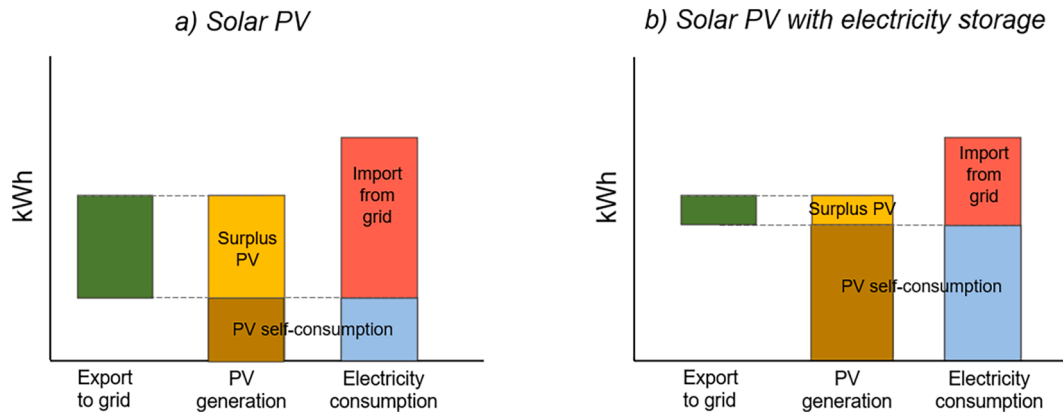 a) Solar PV
kWh
Import
from
grid
Surplus
PV
PV self-consumption
Export
to grid
PV
generation
Electricity
consumption
b) Solar PV with electricity storage
kWh
Import
from
grid
Surplus PV
PV self-consumption
Export
to grid
PV
generation
Electricity
consumption